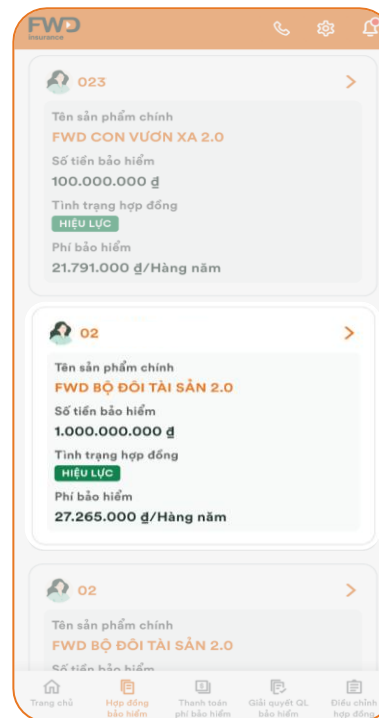 FWD
insurance
023
Tên sản phẩm chính
FWD CON VƯƠN XA 2.0
Số tiền bảo hiểm
100.000.000 ₫
Tình trạng hợp đồng
HIỆU LỰC
Phí bảo hiểm
21.791.000 ₫/Hàng năm
02
Tên sản phẩm chính
FWD BỘ ĐÔI TÀI SẢN 2.0
Số tiền bảo hiểm
1.000.000.000 ₫
Tình trạng hợp đồng
HIỆU LỰC
Phí bảo hiểm
27.265.000 ₫/Hàng năm
02
Tên sản phẩm chính
FWD BỘ ĐÔI TÀI SẢN 2.0
Số tiền bảo hiểm
Trang chủ
Hợp đồng
bảo hiểm
Thanh toán
phí bảo hiểm
Giải quyết QL
bảo hiểm
Điều chỉnh
hợp đồng